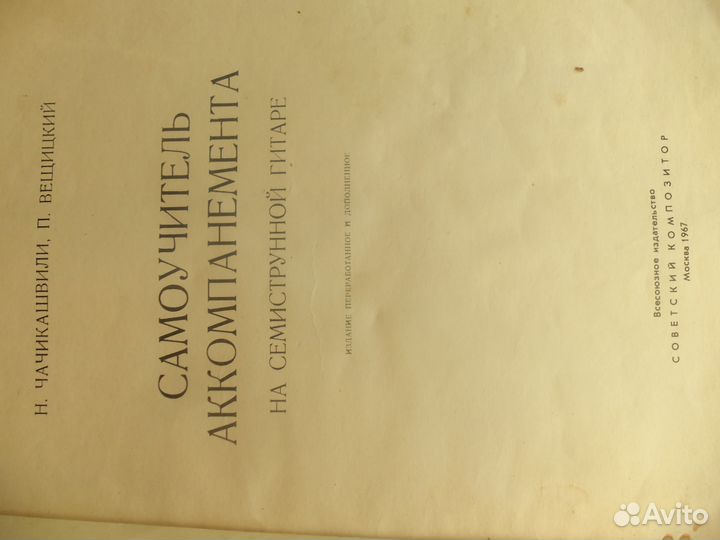 Н. ЧАЧИКАШВИЛИ, П. ВЕЩИЦКИЙ
САМОУЧИТЕЛЬ
АККОМПАНЕМЕНТА
НА СЕМИСТРУННОЙ ГИТАРЕ
ИЗДАНИЕ ПЕРЕРАБОТАННОЕ И ДОПОЛНЕННОЕ
Всесоюзное издательство
СОВЕТСКИЙ КОМПОЗИТОР
Москва 1967
Avito